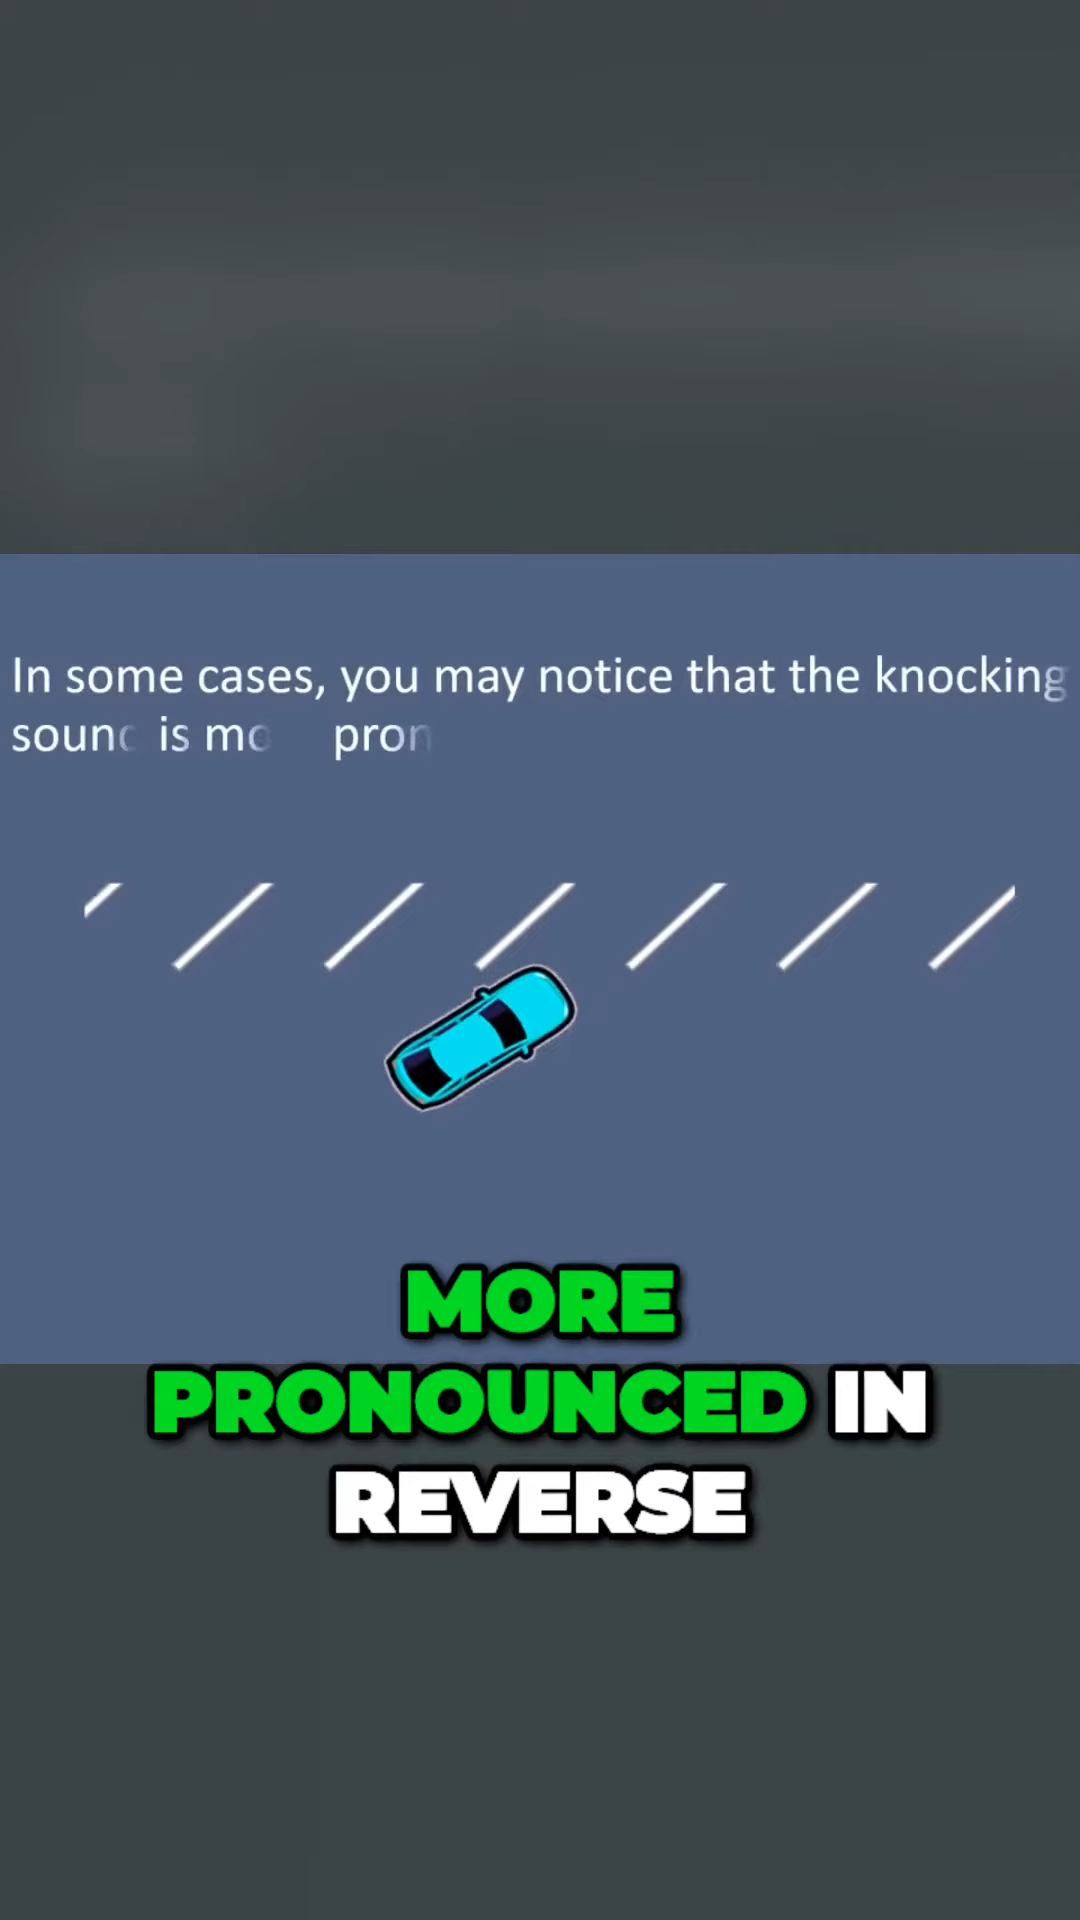 In some cases, you may notice that the knocking
is
MORE
PRONOUNCED IN
REVERSE